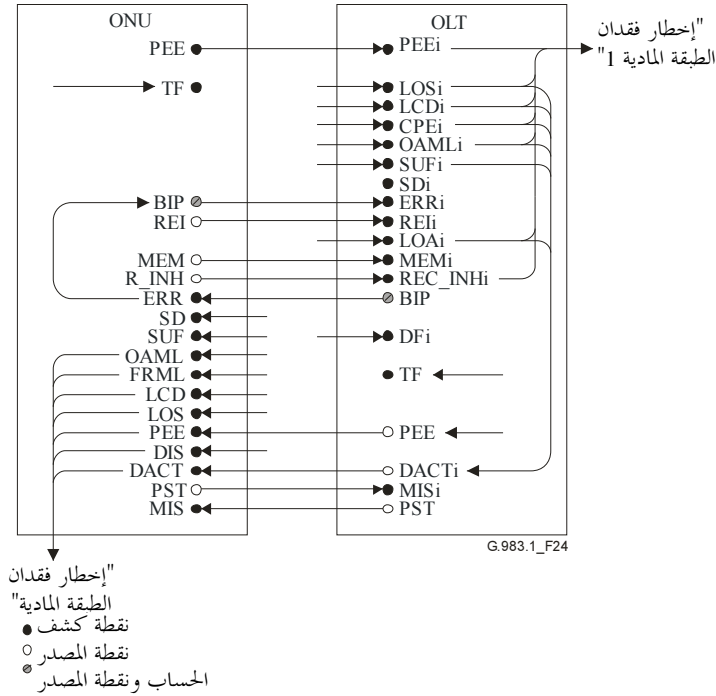 ONU
OLT
"إخطار فقدان
الطبقة المادية 1"
PEE
PEEi
TF
LOSi
LCDi
CPEi
OAMLi
SUFi
SDi
BIP
ERRi
REI
REIi
LOAi
MEM
MEMi
R_INH
REC_INHi
ERR
BIP
SD
SUF
DFi
OAML
FRML
TF
LCD
LOS
PEE
PEE
DIS
DACT
DACTi
PST
MISi
MIS
PST
G.983.1_F24
"إخطار فقدان
الطبقة المادية"
نقطة كشف
نقطة المصدر
الحساب ونقطة المصدر